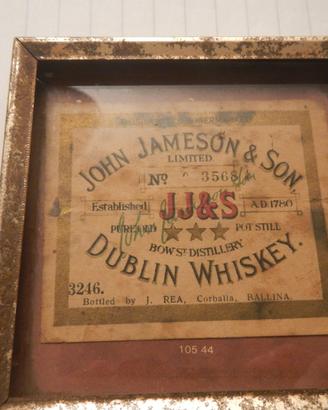 JOHN JAMESON & SON,
LIMITED
Nº 3568
Established JJ&S A.D. 1780
PURE OLD POT STILL
BOW ST DISTILLERY
DUBLIN WHISKEY.
3246.
Bottled by J. REA, Corballa, BALLINA.
105 44